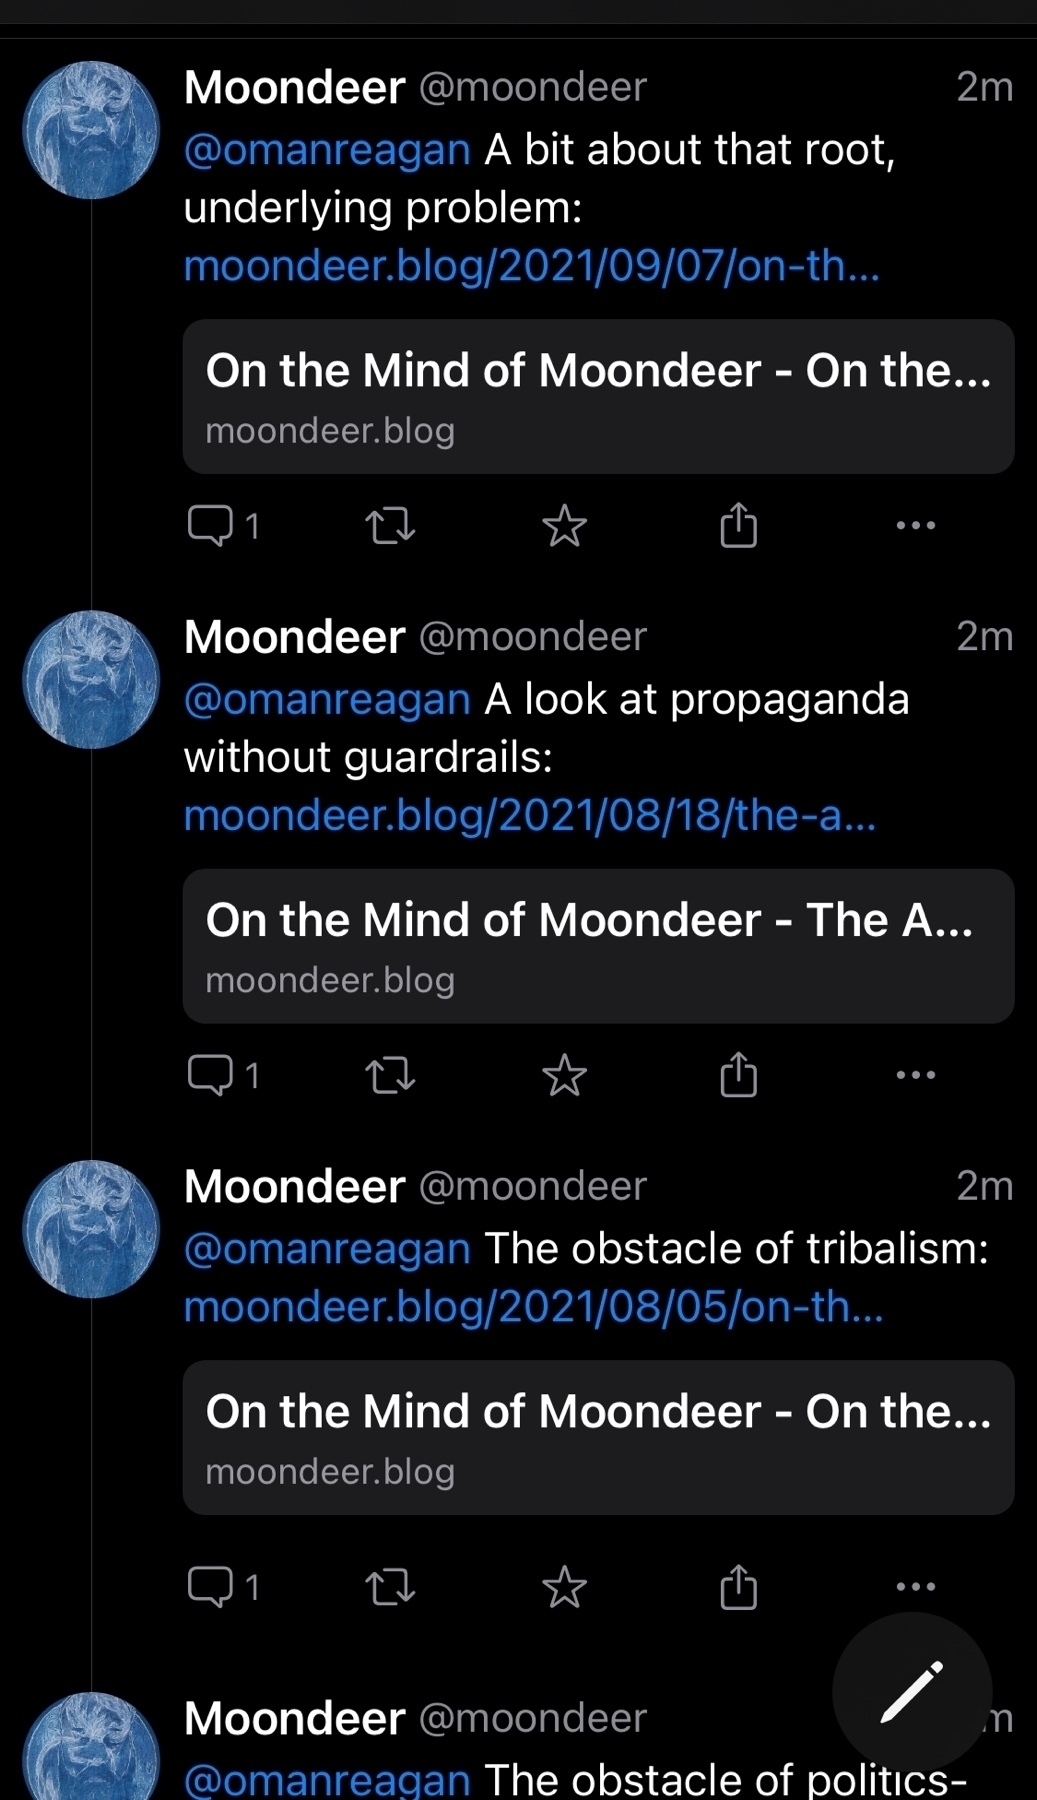 Moondeer @moondeer 2m
@omanreagan A bit about that root,
underlying problem:
moondeer.blog/2021/09/07/on-th...
On the Mind of Moondeer - On the...
moondeer.blog
1
Moondeer @moondeer 2m
@omanreagan A look at propaganda
without guardrails:
moondeer.blog/2021/08/18/the-a...
On the Mind of Moondeer - The A...
moondeer.blog
1
Moondeer @moondeer 2m
@omanreagan The obstacle of tribalism:
moondeer.blog/2021/08/05/on-th...
On the Mind of Moondeer - On the...
moondeer.blog
1
Moondeer @moondeer m
@omanreagan The obstacle of politics-